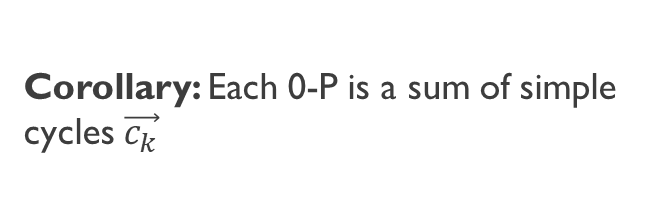 Corollary: Each 0-P is a sum of simple
cycles $\overrightarrow{c_k}$